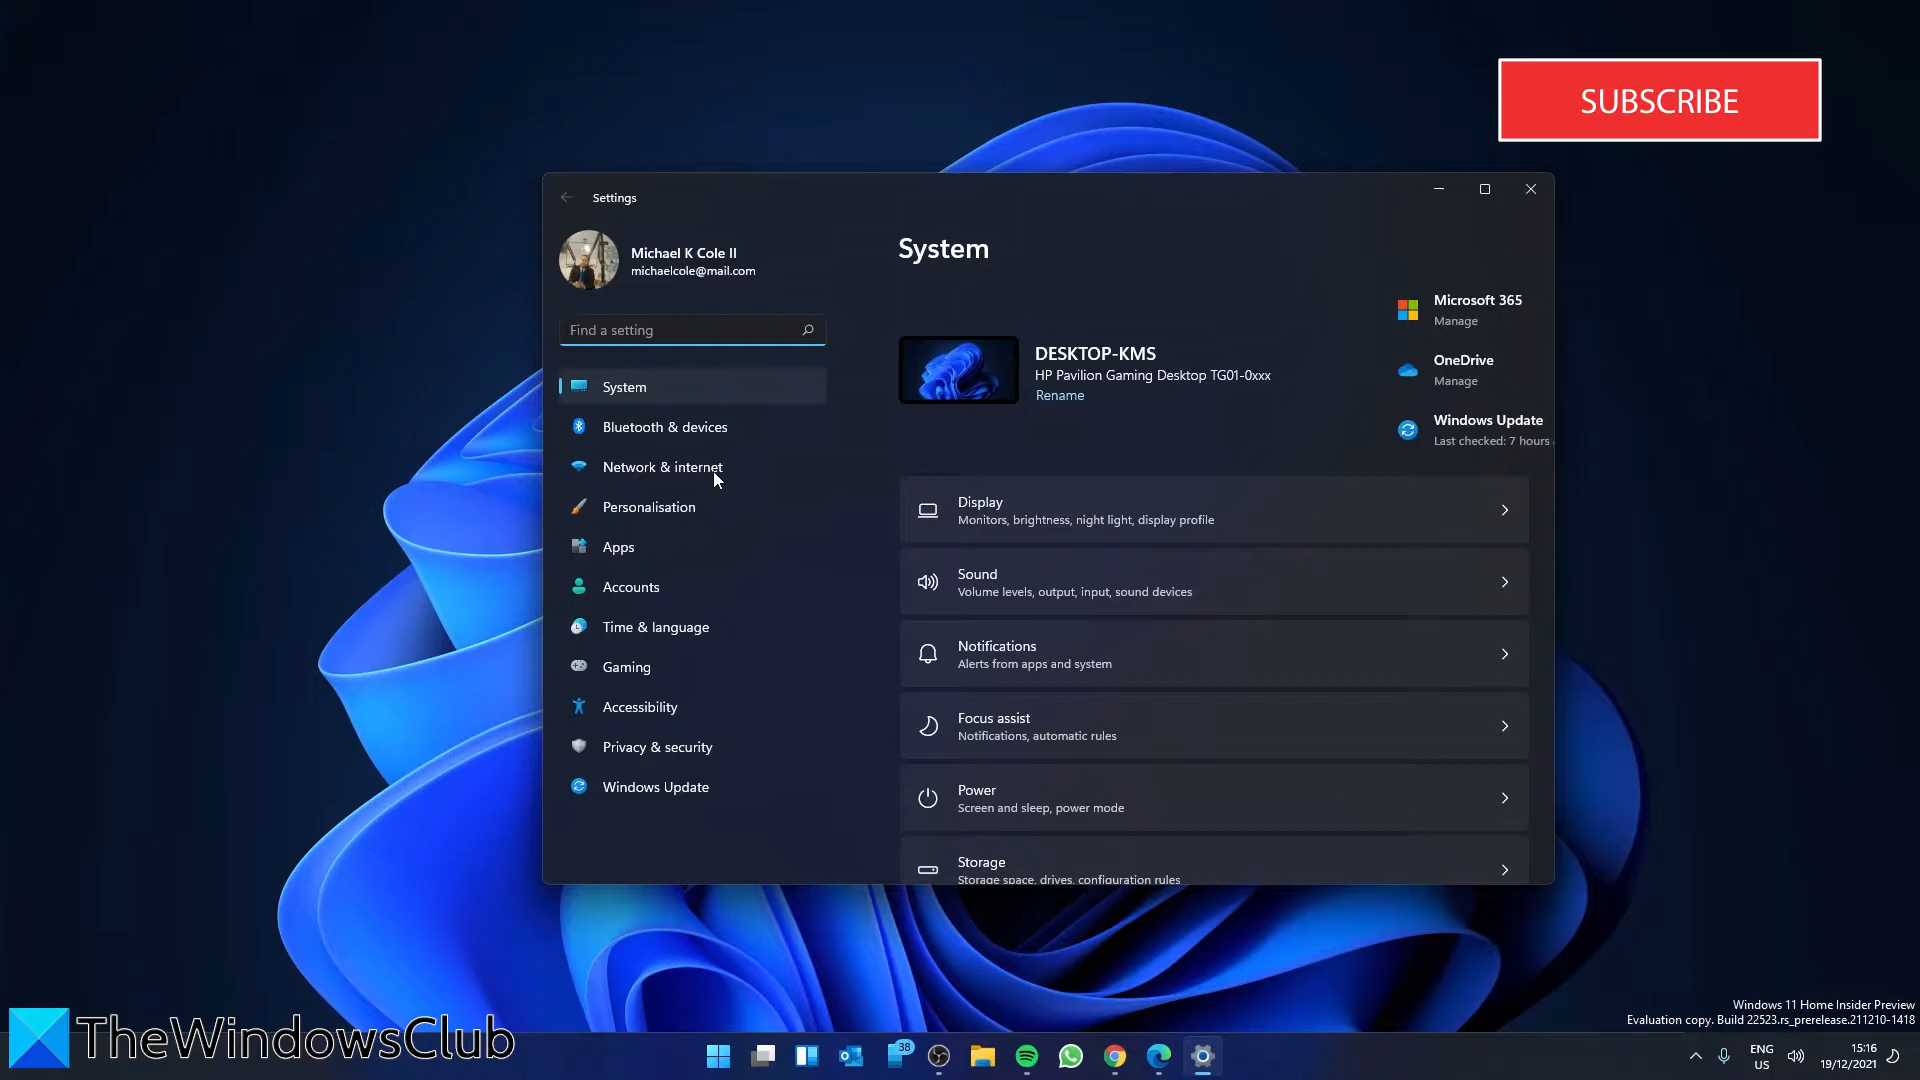 SUBSCRIBE
Settings
Michael K Cole II
michaelcole@mail.com
Find a setting
System
Bluetooth & devices
Network & internet
Personalisation
Apps
Accounts
Time & language
Gaming
Accessibility
Privacy & security
Windows Update
System
DESKTOP-KMS
HP Pavilion Gaming Desktop TG01-0xxx
Rename
Microsoft 365
Manage
OneDrive
Manage
Windows Update
Last checked: 7 hours
Display
Monitors, brightness, night light, display profile
Sound
Volume levels, output, input, sound devices
Notifications
Alerts from apps and system
Focus assist
Notifications, automatic rules
Power
Screen and sleep, power mode
Storage
Storage space, drives, configuration rules
Windows 11 Home Insider Preview
Evaluation copy. Build 22523.rs_prerelease.211210-1418
TheWindowsClub
38
ENG
US
15:16
19/12/2021